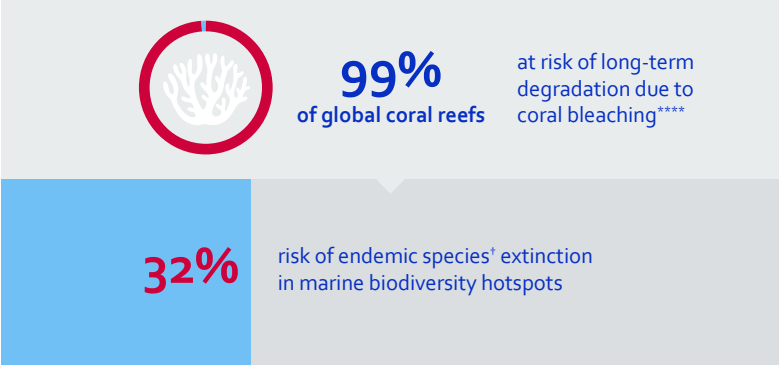 99%
of global coral reefs
at risk of long-term
degradation due to
coral bleaching****
32%
risk of endemic species† extinction
in marine biodiversity hotspots